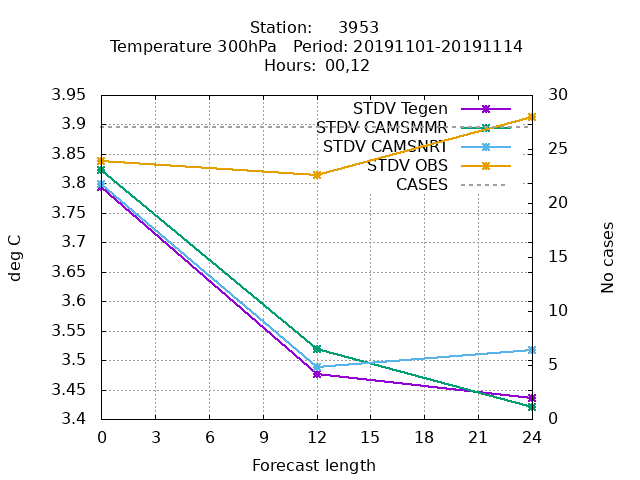 Station: 3953
Temperature 300hPa Period: 20191101-20191114
Hours: 00,12
3.95
3.9
3.85
3.8
3.75
3.7
3.65
3.6
3.55
3.5
3.45
3.4
deg C
STDV Tegen
STDV CAMSMMR
STDV CAMSNRT
STDV OBS
CASES
30
25
20
15
10
5
0
No cases
0 3 6 9 12 15 18 21 24
Forecast length